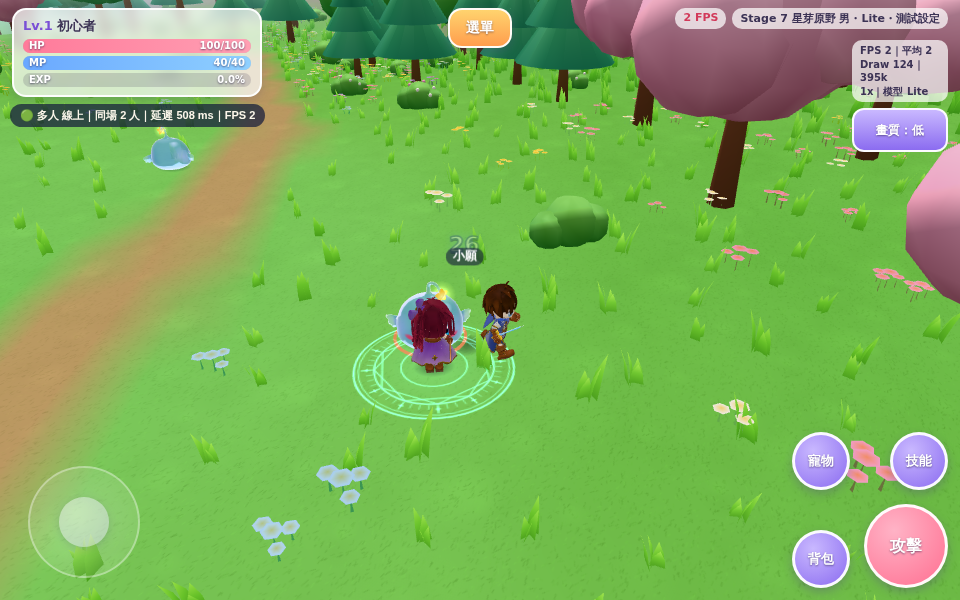 Lv.1 初心者
HP 100/100
MP 40/40
EXP 0.0%
多人 線上｜同場 2 人｜延遲 508 ms｜FPS 2
選單
2 FPS
Stage 7 星芽原野 男・Lite・測試設定
FPS 2｜平均 2
Draw 124｜
395k
1x｜模型 Lite
畫質：低
26
小願
寵物
技能
背包
攻擊